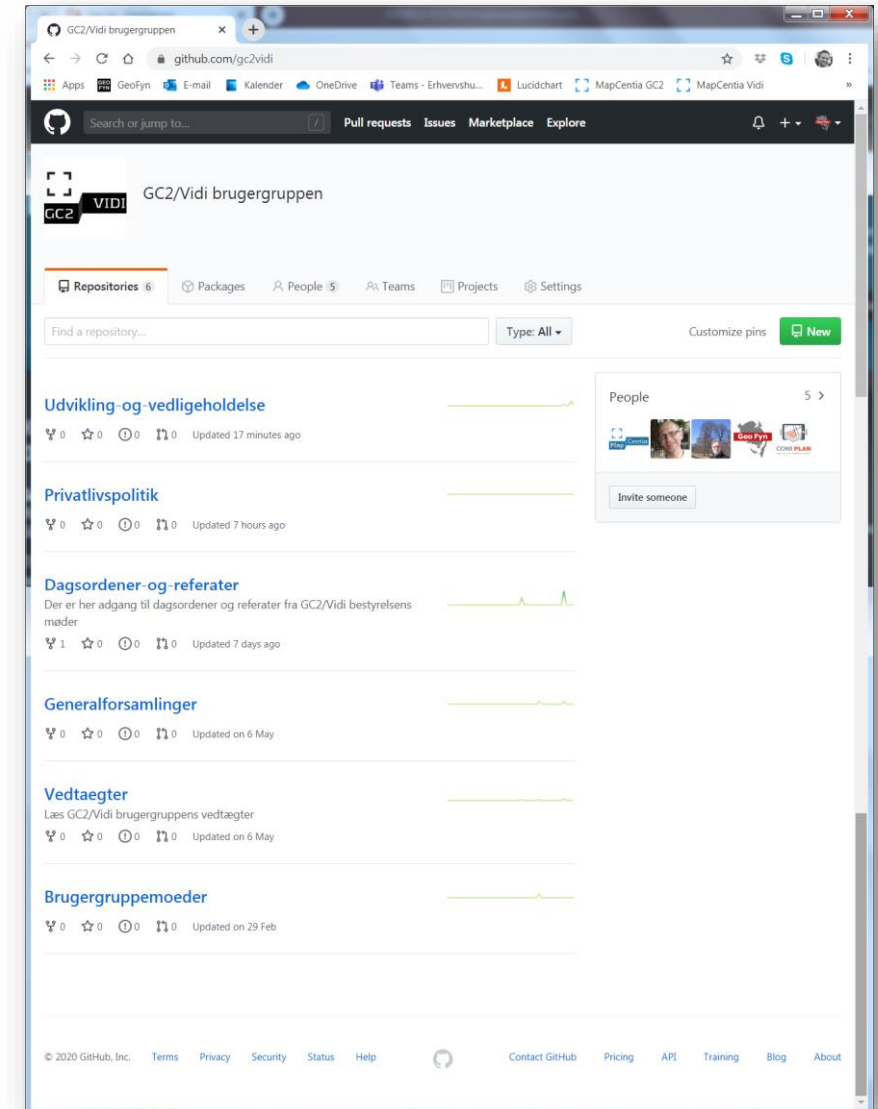 GC2/Vidi brugergruppen
github.com/gc2vidi
Apps GeoFyn E-mail Kalender OneDrive Teams - Erhvervshu... Lucidchart MapCentia GC2 MapCentia Vidi »
Search or jump to... / Pull requests Issues Marketplace Explore
GC2 VIDI
GC2/Vidi brugergruppen
Repositories 6 Packages People 5 Teams Projects Settings
Find a repository... Type: All Customize pins New
Udvikling-og-vedligeholdelse
0 0 0 0 Updated 17 minutes ago
People 5
Map Centia Geo Fyn COWI PLAN
Invite someone
Privatlivspolitik
0 0 0 0 Updated 7 hours ago
Dagsordener-og-referater
Der er her adgang til dagsordener og referater fra GC2/Vidi bestyrelsens
møder
1 0 0 0 Updated 7 days ago
Generalforsamlinger
0 0 0 0 Updated on 6 May
Vedtaegter
Læs GC2/Vidi brugergruppens vedtægter
0 0 0 0 Updated on 6 May
Brugergruppemoeder
0 0 0 0 Updated on 29 Feb
© 2020 GitHub, Inc. Terms Privacy Security Status Help Contact GitHub Pricing API Training Blog About